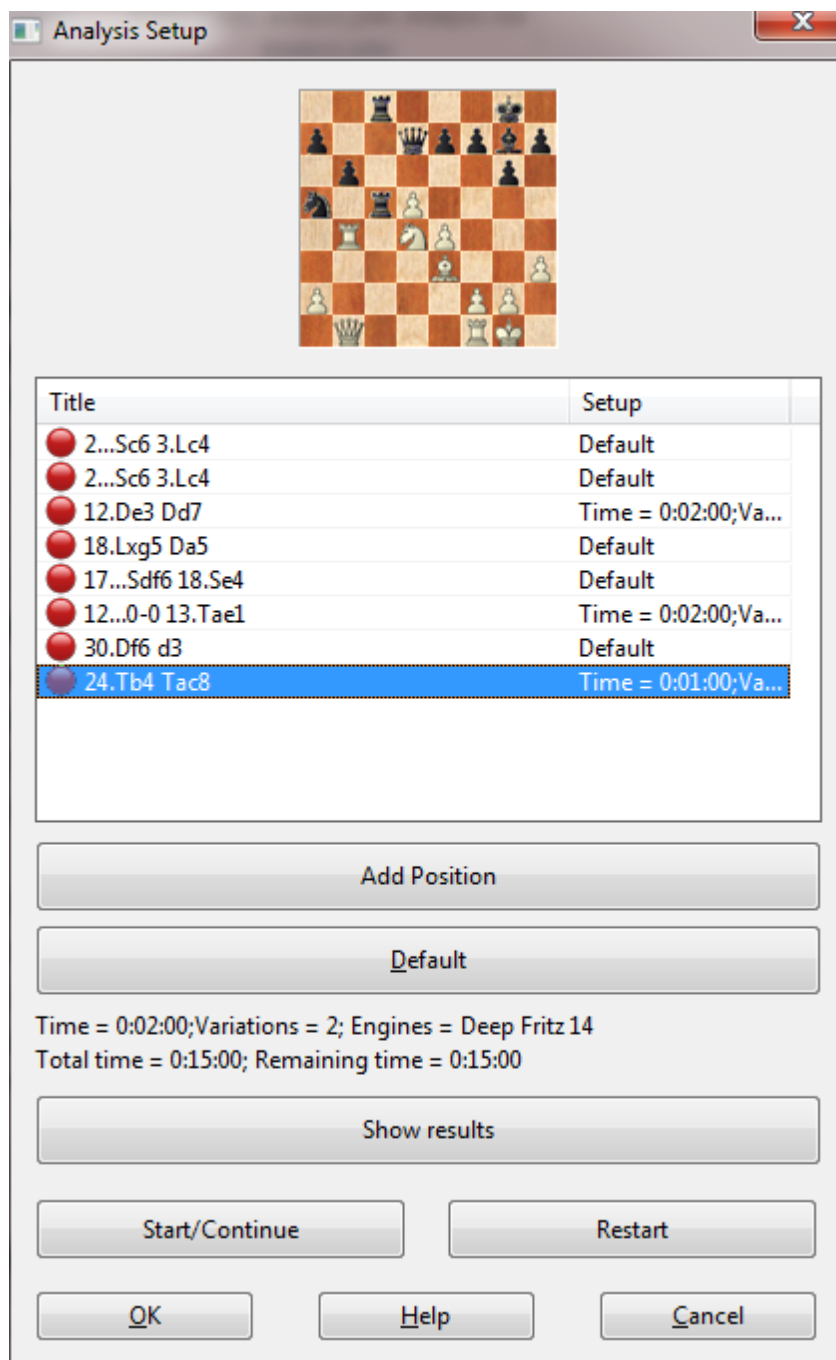 Analysis Setup
Title Setup
2...Sc6 3.Lc4 Default
2...Sc6 3.Lc4 Default
12.De3 Dd7 Time = 0:02:00;Va...
18.Lxg5 Da5 Default
17...Sdf6 18.Se4 Default
12...0-0 13.Tae1 Time = 0:02:00;Va...
30.Df6 d3 Default
24.Tb4 Tac8 Time = 0:01:00;Va...
Add Position
Default
Time = 0:02:00;Variations = 2; Engines = Deep Fritz 14
Total time = 0:15:00; Remaining time = 0:15:00
Show results
Start/Continue Restart
OK Help Cancel